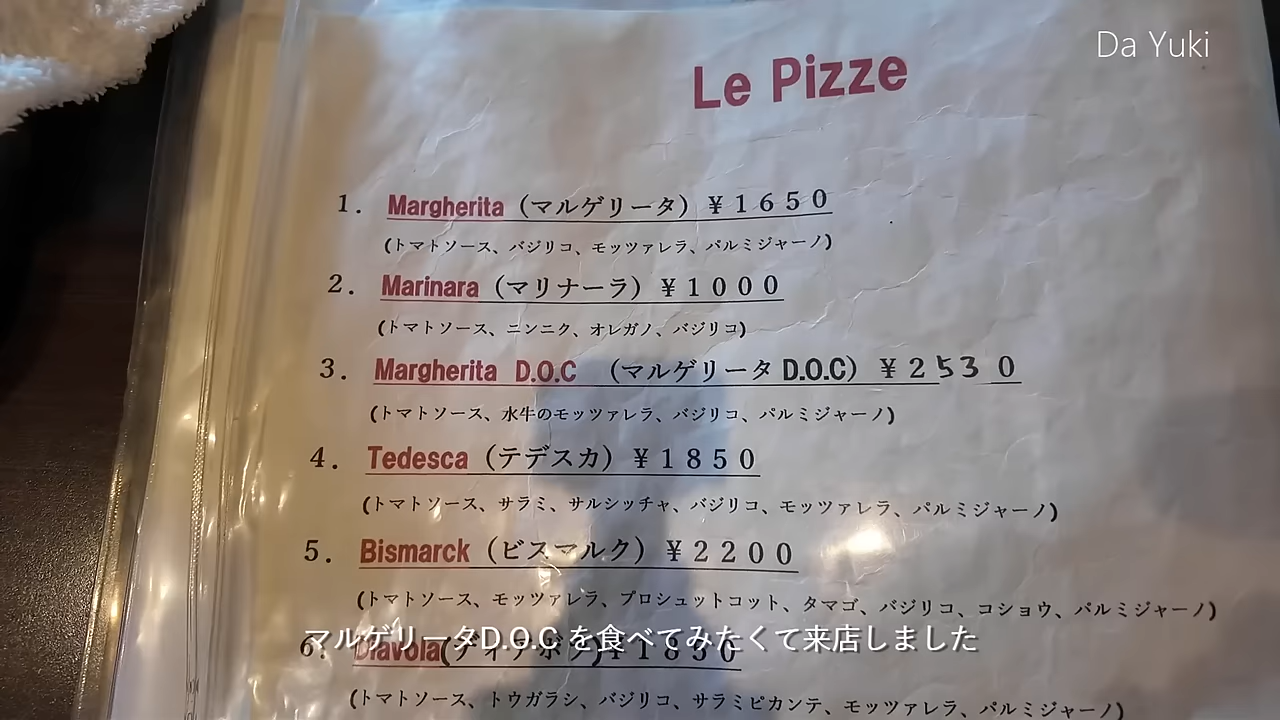 Da Yuki
Le Pizze
1. Margherita (マルゲリータ) ¥1650
(トマトソース、バジリコ、モッツァレラ、パルミジャーノ)
2. Marinara (マリナーラ) ¥1000
(トマトソース、ニンニク、オレガノ、バジリコ)
3. Margherita D.O.C (マルゲリータ D.O.C) ¥2530
(トマトソース、水牛のモッツァレラ、バジリコ、パルミジャーノ)
4. Tedesca (テデスカ) ¥1850
(トマトソース、サラミ、サルシッチャ、バジリコ、モッツァレラ、パルミジャーノ)
5. Bismarck (ビスマルク) ¥2200
(トマトソース、モッツァレラ、プロシュットコット、タマゴ、バジリコ、コショウ、パルミジャーノ)
マルゲリータD.O.C を食べてみたくて来店しました
6. Diavola(ディアボラ)¥1850
(トマトソース、トウガラシ、バジリコ、サラミピカンテ、モッツァレラ、パルミジャーノ)